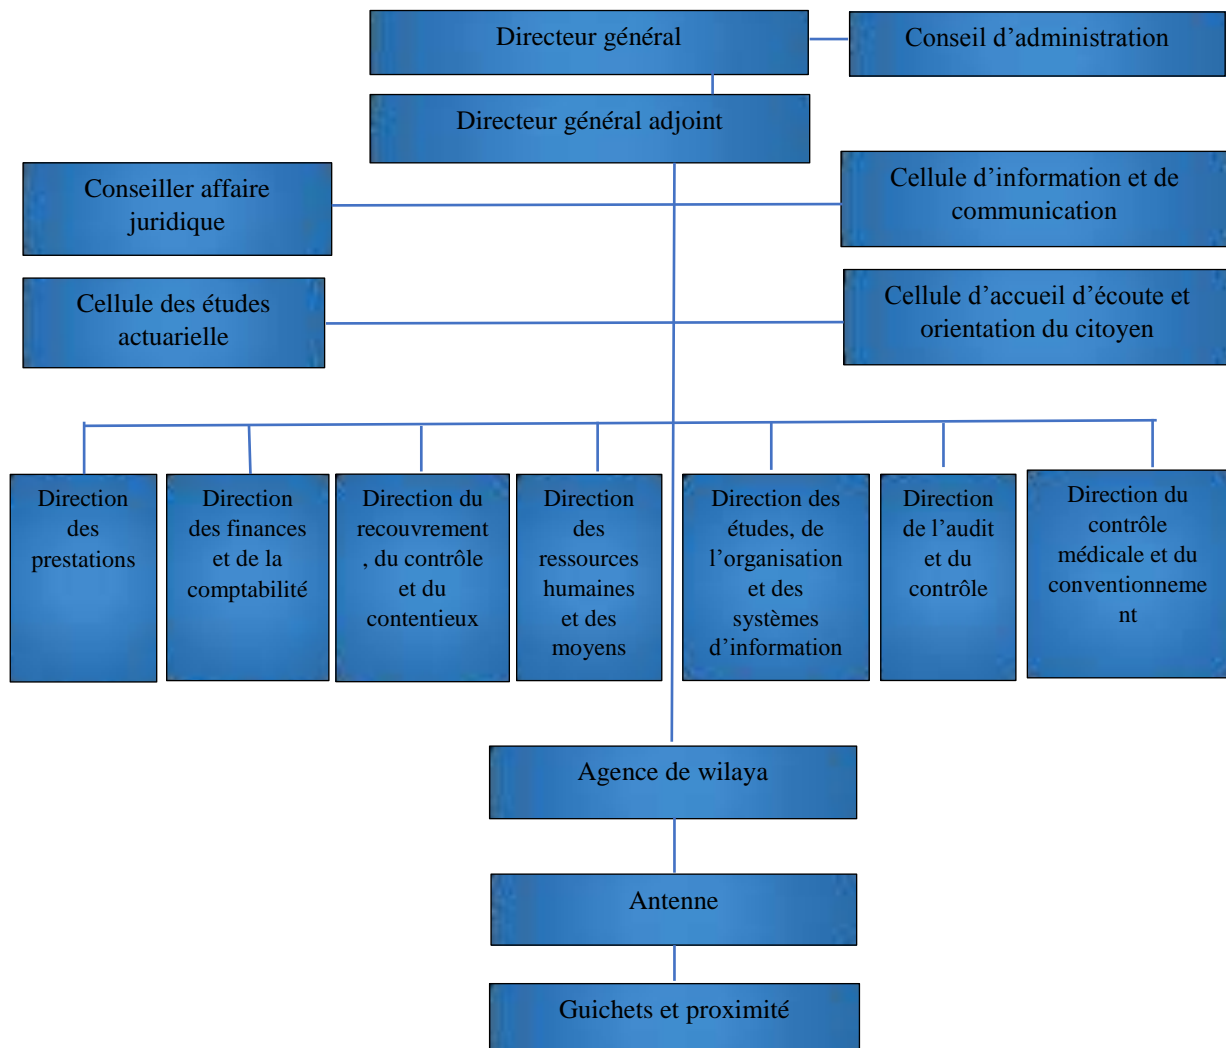 Directeur général
Conseil d'administration
Directeur général adjoint
Conseiller affaire
juridique
Cellule d'information et de
communication
Cellule des études
actuarielle
Cellule d'accueil d'écoute et
orientation du citoyen
Direction
des
prestations
Direction
des finances
et de la
comptabilité
Direction du
recouvrement
, du contrôle
et du
contentieux
Direction
des
ressources
humaines
et des
moyens
Direction des
études, de
l'organisation
et des
systèmes
d'information
Direction
de l'audit
et du
contrôle
Direction du
contrôle
médicale et du
conventionneme
nt
Agence de wilaya
Antenne
Guichets et proximité